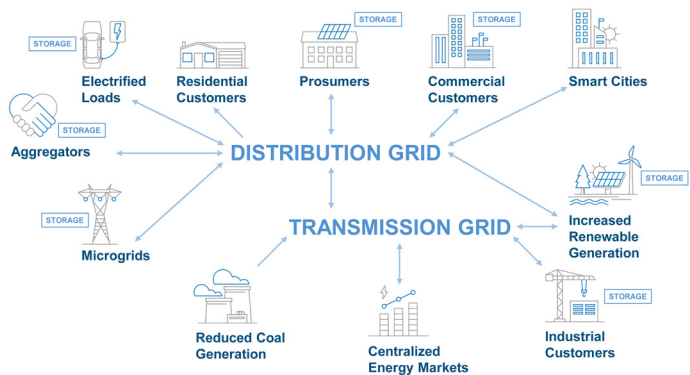 STORAGE
Electrified
Loads
Residential
Customers
STORAGE
Prosumers
STORAGE
Commercial
Customers
Smart Cities
STORAGE
Aggregators
DISTRIBUTION GRID
STORAGE
Microgrids
TRANSMISSION GRID
STORAGE
Increased
Renewable
Generation
Reduced Coal
Generation
Centralized
Energy Markets
STORAGE
Industrial
Customers